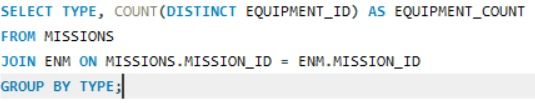 SELECT TYPE, COUNT(DISTINCT EQUIPMENT_ID) AS EQUIPMENT_COUNT
FROM MISSIONS
JOIN ENM ON MISSIONS.MISSION_ID = ENM.MISSION_ID
GROUP BY TYPE;